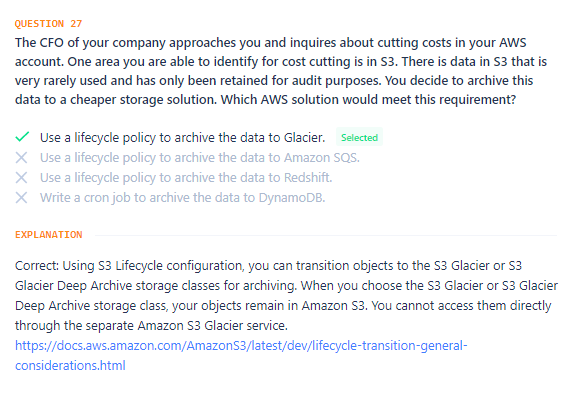 QUESTION 27
The CFO of your company approaches you and inquires about cutting costs in your AWS
account. One area you are able to identify for cost cutting is in S3. There is data in S3 that is
very rarely used and has only been retained for audit purposes. You decide to archive this
data to a cheaper storage solution. Which AWS solution would meet this requirement?
Use a lifecycle policy to archive the data to Glacier. Selected
Use a lifecycle policy to archive the data to Amazon SQS.
Use a lifecycle policy to archive the data to Redshift.
Write a cron job to archive the data to DynamoDB.
EXPLANATION
Correct: Using S3 Lifecycle configuration, you can transition objects to the S3 Glacier or S3
Glacier Deep Archive storage classes for archiving. When you choose the S3 Glacier or S3 Glacier
Deep Archive storage class, your objects remain in Amazon S3. You cannot access them directly
through the separate Amazon S3 Glacier service.
https://docs.aws.amazon.com/AmazonS3/latest/dev/lifecycle-transition-general-
considerations.html